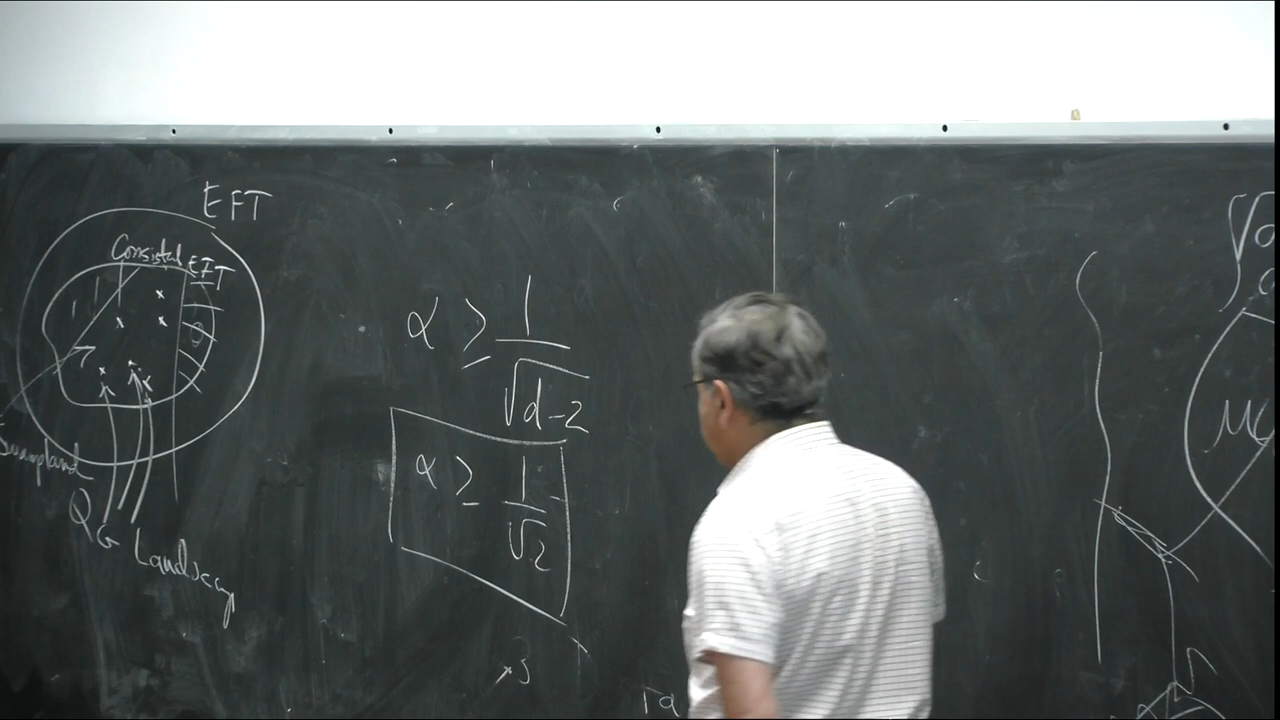 EFT
Consistent
EFT
Swampland
QG Landscape
α ≥ 1/√(d-2)
α ≥ 1/√2